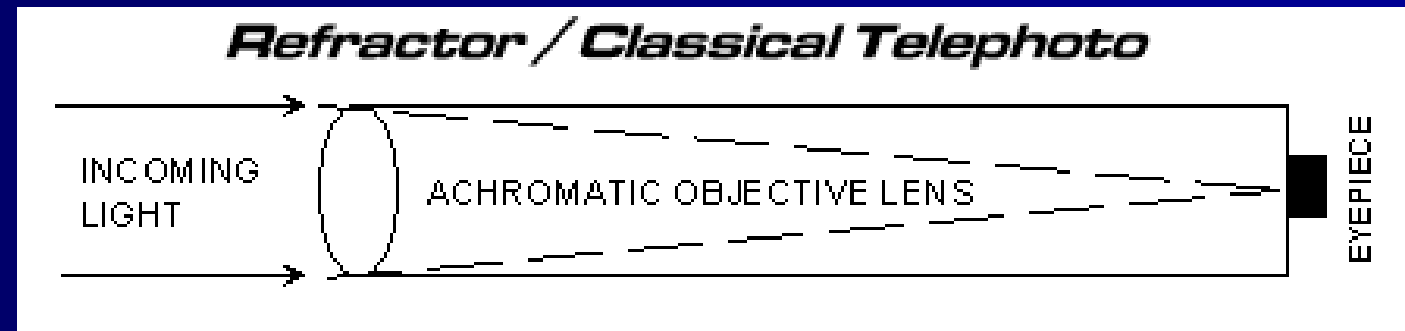 Refractor / Classical Telephoto
INCOMING
LIGHT
ACHROMATIC OBJECTIVE LENS
EYEPIECE